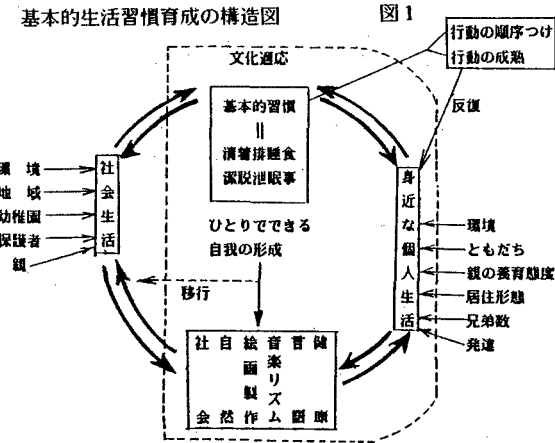 基本的生活習慣育成の構造図
図1
行動の順序つけ
行動の成熟
文化適応
反復
基本的習慣
||
清着排睡食
潔脱泄眠事
環境
地域
幼稚園
保護者
親
社会生活
身近な個人生活
環境
ともだち
親の養育態度
居住形態
兄弟数
発達
ひとりでできる
自我の形成
移行
社会
自然
絵画製作
音楽リズム
言語
健康